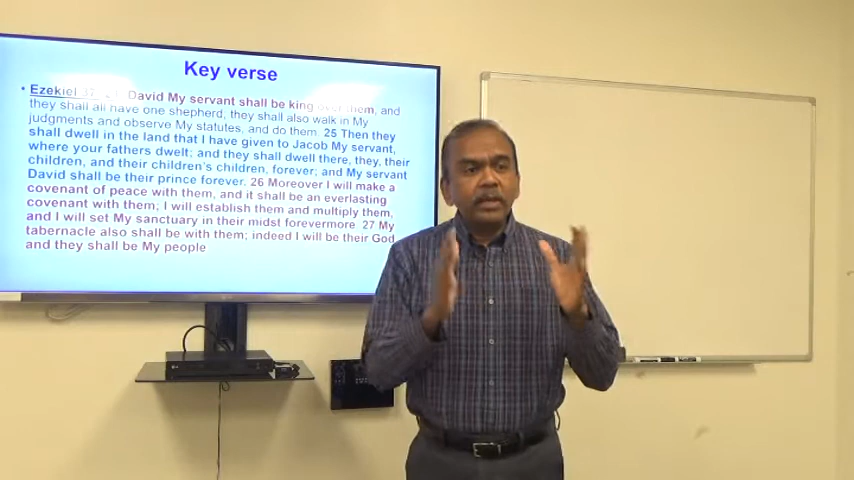 Key verse
• Ezekiel 37: David My servant shall be king over them, and
they shall all have one shepherd; they shall also walk in My
judgments and observe My statutes, and do them. 25 Then they
shall dwell in the land that I have given to Jacob My servant,
where your fathers dwelt; and they shall dwell there, they, their
children, and their children's children, forever; and My servant
David shall be their prince forever. 26 Moreover I will make a
covenant of peace with them, and it shall be an everlasting
covenant with them; I will establish them and multiply them,
and I will set My sanctuary in their midst forevermore 27 My
tabernacle also shall be with them; indeed I will be their God
and they shall be My people
LG